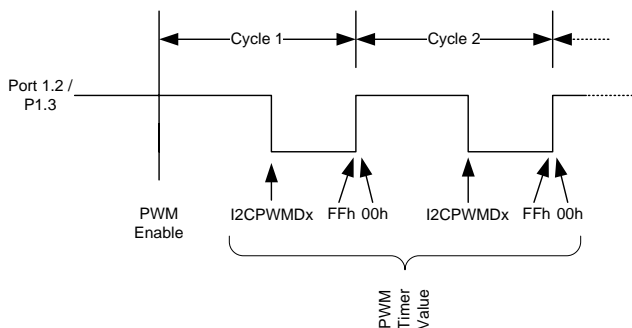 Cycle 1
Cycle 2
Port 1.2 /
P1.3
PWM
Enable
I2CPWMDx
FFh 00h
I2CPWMDx
FFh 00h
PWM
Timer
Value